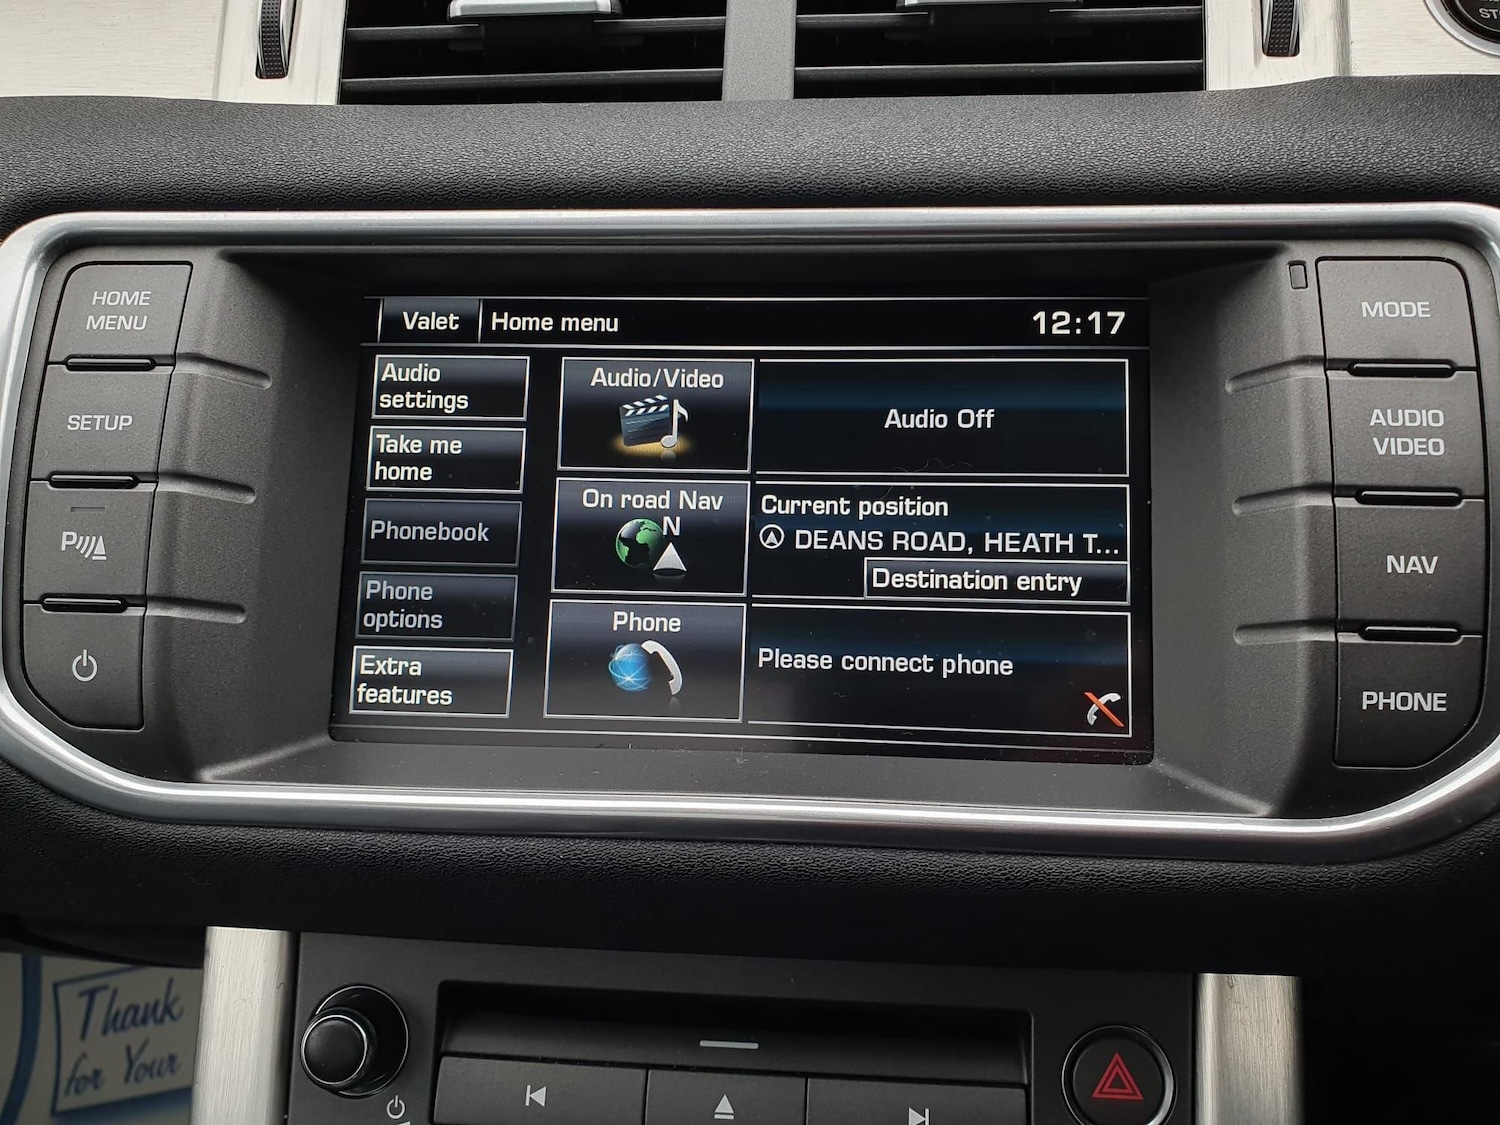 HOME
MENU
SETUP
P
Valet
Home menu
12:17
Audio
settings
Take me
home
Phonebook
Phone
options
Extra
features
Audio/Video
Audio Off
On road Nav
N
Current position
DEANS ROAD, HEATH T...
Destination entry
Phone
Please connect phone
MODE
AUDIO
VIDEO
NAV
PHONE
Thank
for Your